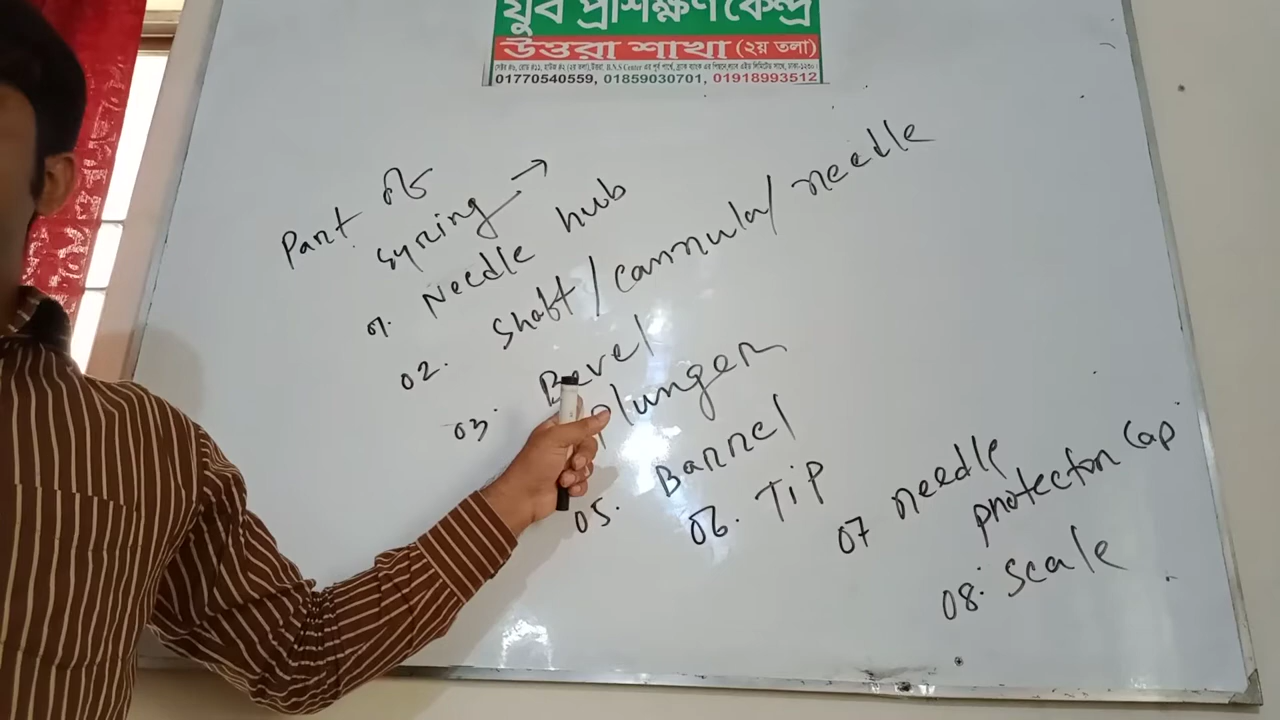 যুব প্রশিক্ষণ কেন্দ্র
উত্তরা শাখা (২য় তলা)
01770540559, 01859030701, 01918993512
Part of
Syring →
01. Needle hub
02. Shaft / cannula / needle
03. Bevel
Plunger
05. Barrel
06. Tip
07 needle
protector Cap
08. Scale